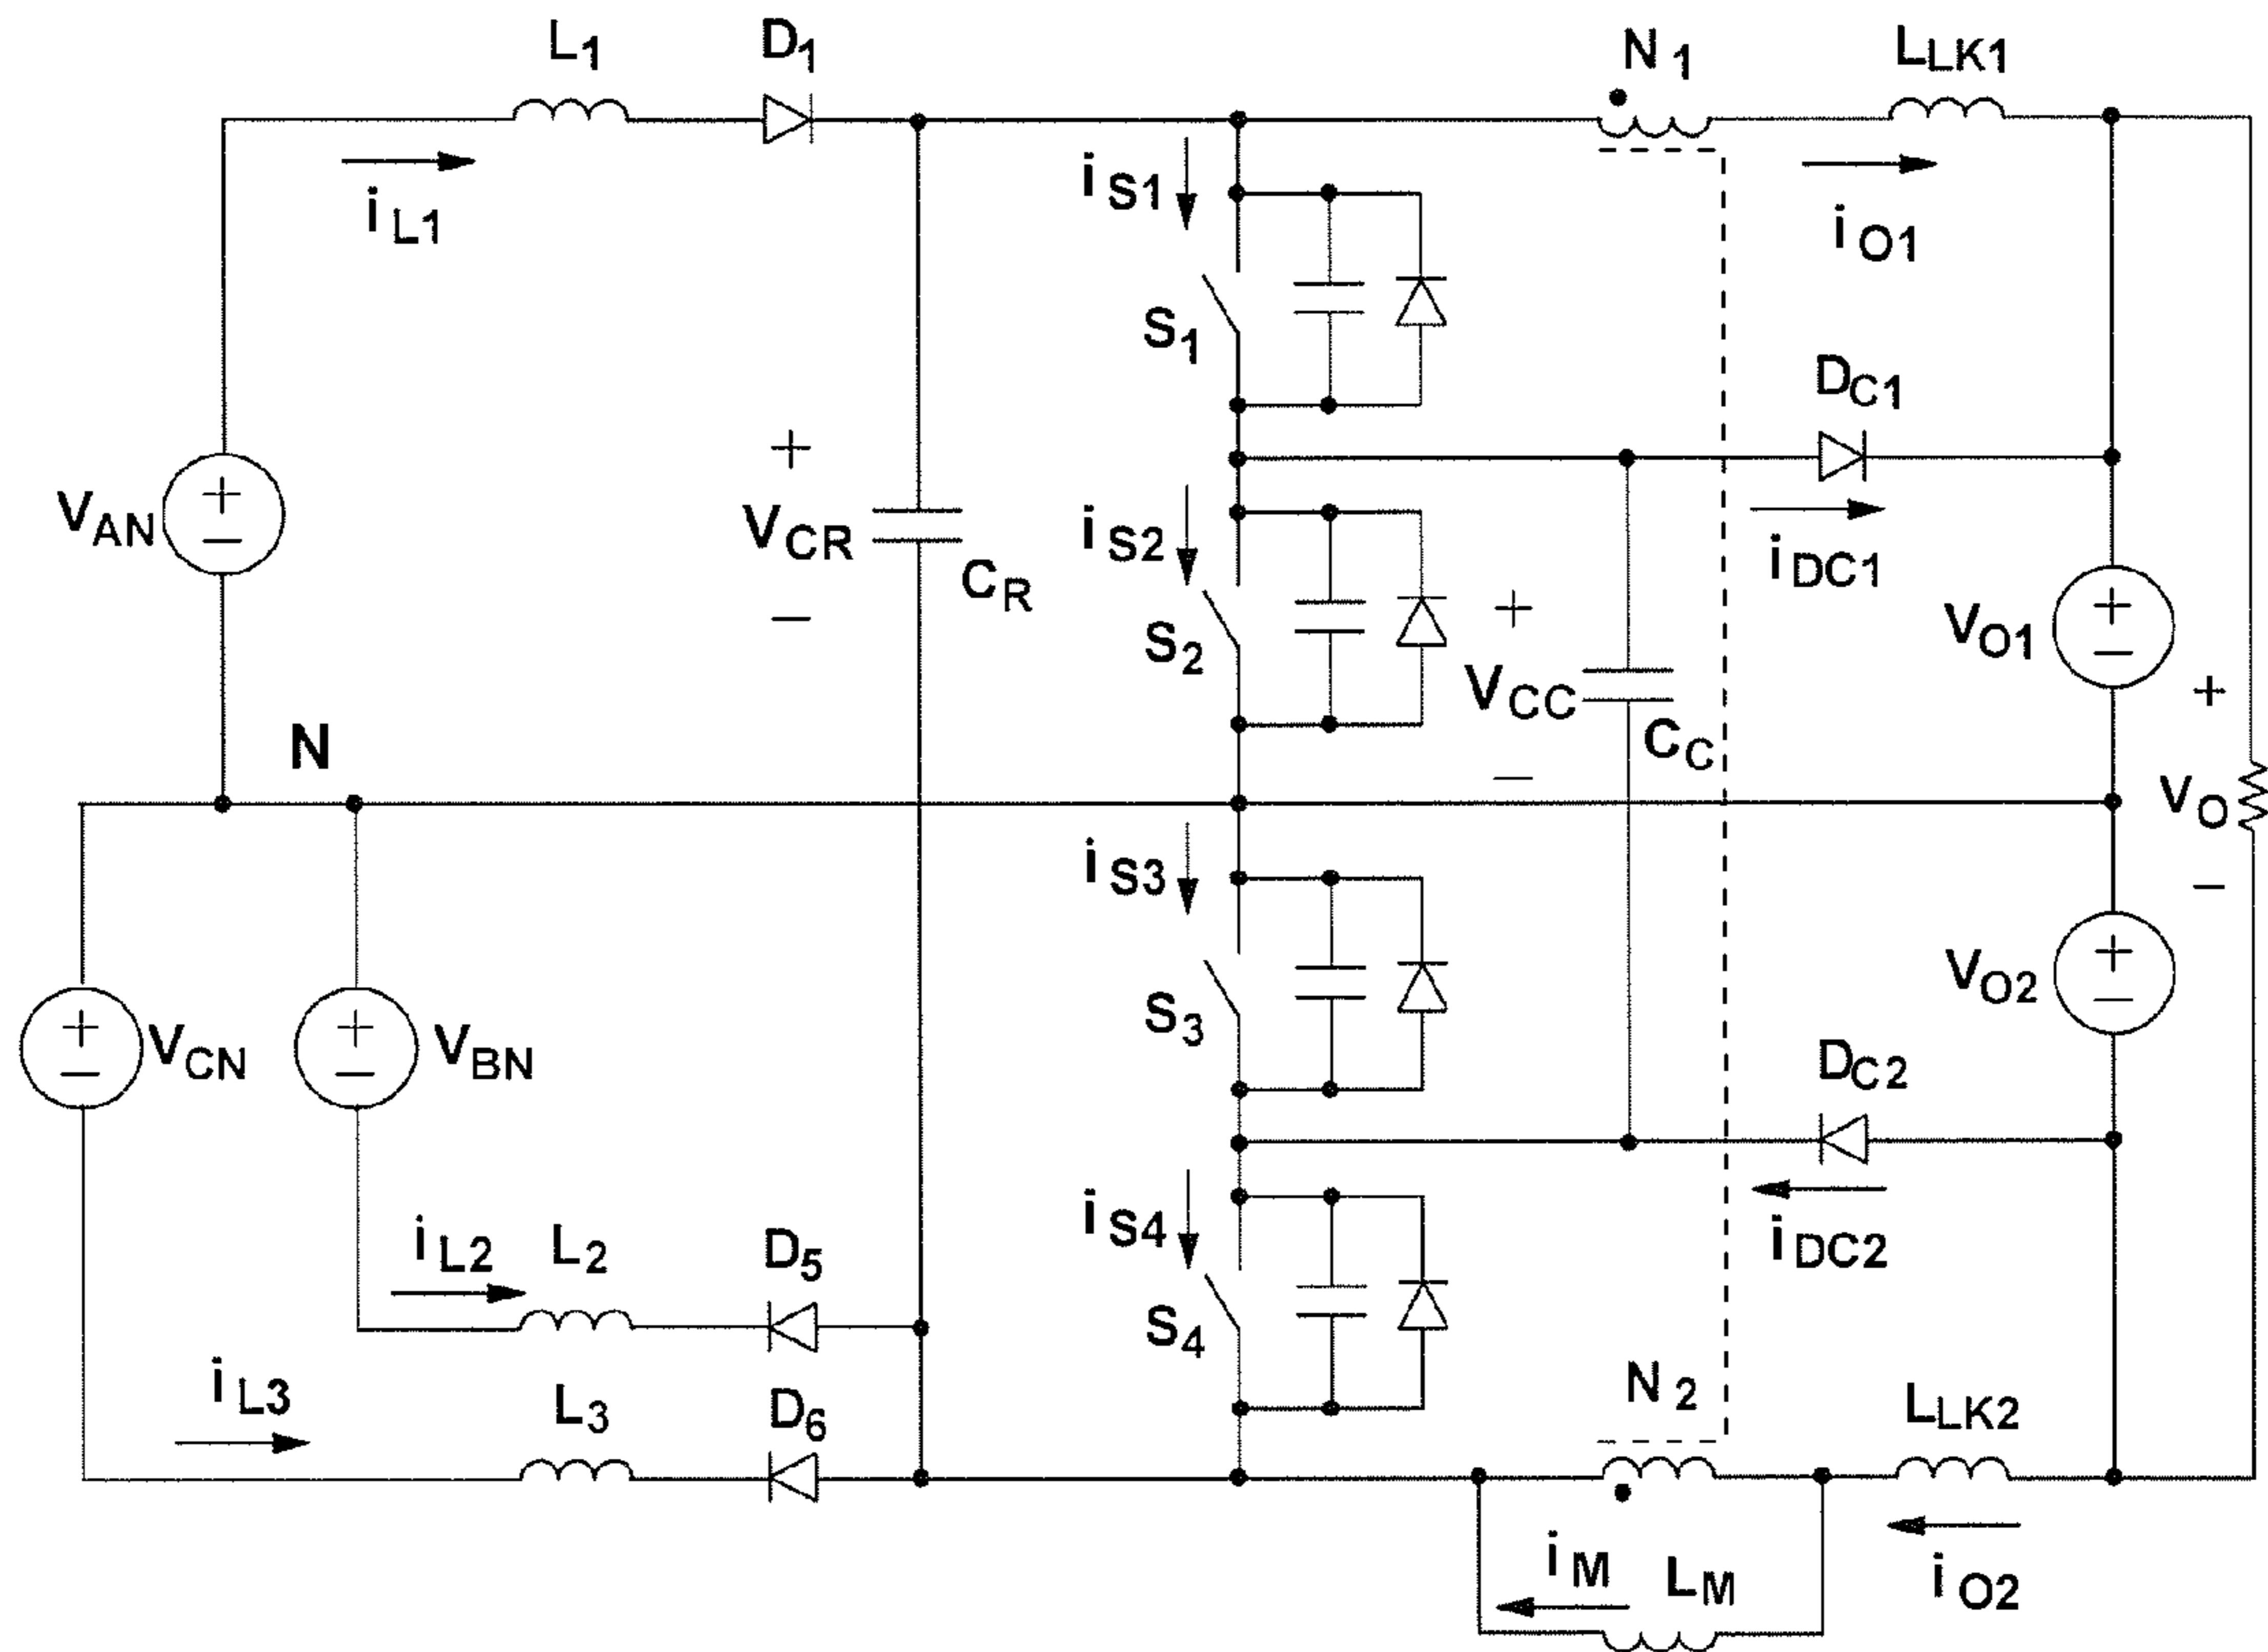 L1 D1 N1 LLK1
iL1 iS1 iO1
S1 DC1
VAN + − + VCR − CR iS2 iDC1
S2 + VCC − CC VO1 + −
N + VO −
iS3
S3 VO2 + −
VCN + − VBN + − DC2
iL2 L2 D5 iS4 iDC2
S4
iL3 L3 D6 N2 LLK2
iM LM iO2